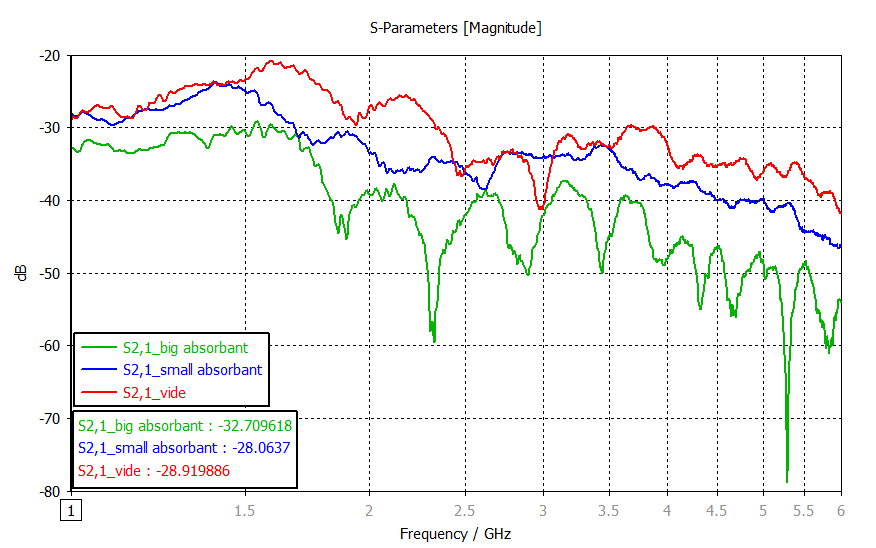 S-Parameters [Magnitude]
-20
-30
-40
-50
-60
-70
-80
dB
S2,1_big absorbant
S2,1_small absorbant
S2,1_vide
S2,1_big absorbant : -32.709618
S2,1_small absorbant : -28.0637
S2,1_vide : -28.919886
1 1.5 2 2.5 3 3.5 4 4.5 5 5.5 6
Frequency / GHz